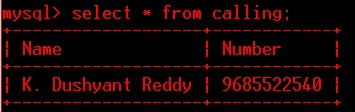 mysql> select * from calling;
+--------------------+------------+
| Name               | Number     |
+--------------------+------------+
| K. Dushyant Reddy | 9685522540 |
+--------------------+------------+